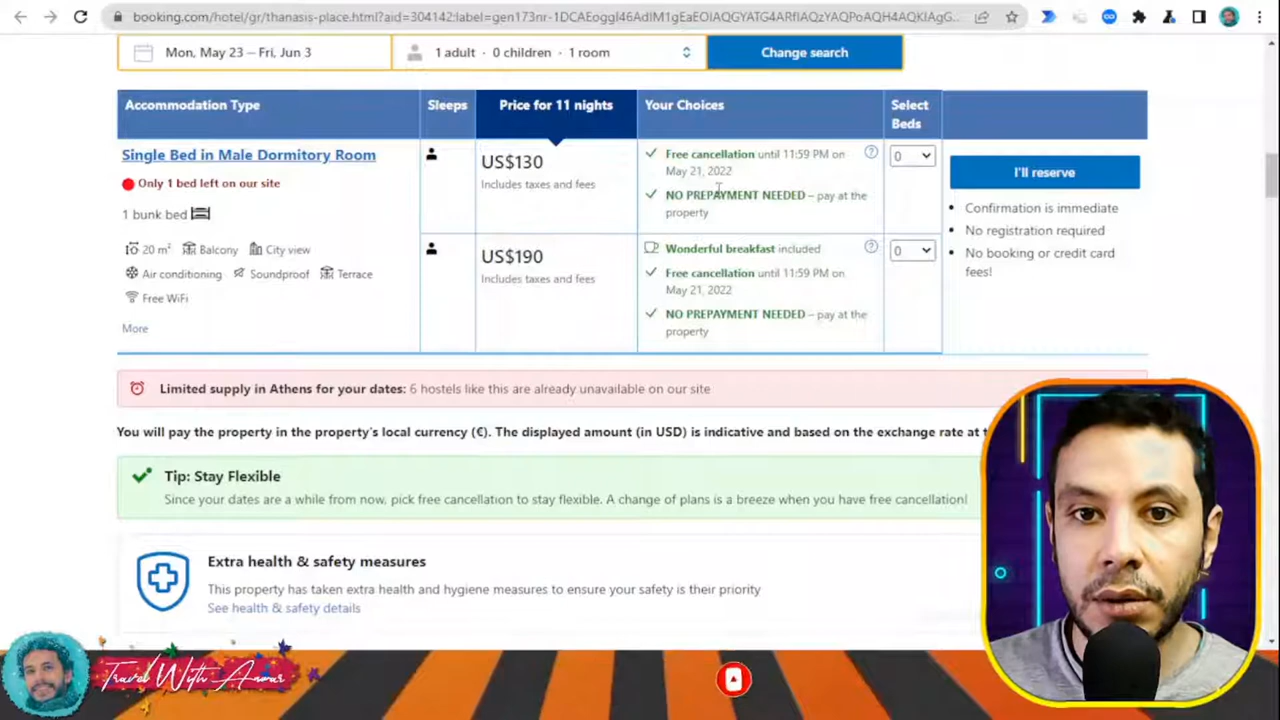 booking.com/hotel/gr/thanasis-place.html?aid=304142;label=gen173nr-1DCAEoggI46AdIM1gEaEOIAQGYATG4ARfIAQzYAQPoAQH4AQKIAgG...
Mon, May 23 — Fri, Jun 3
1 adult · 0 children · 1 room
Change search
Accommodation Type
Sleeps
Price for 11 nights
Your Choices
Select
Beds
Single Bed in Male Dormitory Room
Only 1 bed left on our site
1 bunk bed
20 m²
Balcony
City view
Air conditioning
Soundproof
Terrace
Free WiFi
More
US$130
Includes taxes and fees
Free cancellation until 11:59 PM on
May 21, 2022
NO PREPAYMENT NEEDED – pay at the
property
0
US$190
Includes taxes and fees
Wonderful breakfast included
Free cancellation until 11:59 PM on
May 21, 2022
NO PREPAYMENT NEEDED – pay at the
property
0
I'll reserve
Confirmation is immediate
No registration required
No booking or credit card
fees!
Limited supply in Athens for your dates: 6 hostels like this are already unavailable on our site
You will pay the property in the property's local currency (€). The displayed amount (in USD) is indicative and based on the exchange rate at
Tip: Stay Flexible
Since your dates are a while from now, pick free cancellation to stay flexible. A change of plans is a breeze when you have free cancellation!
Extra health & safety measures
This property has taken extra health and hygiene measures to ensure your safety is their priority
See health & safety details
Travel With Amur